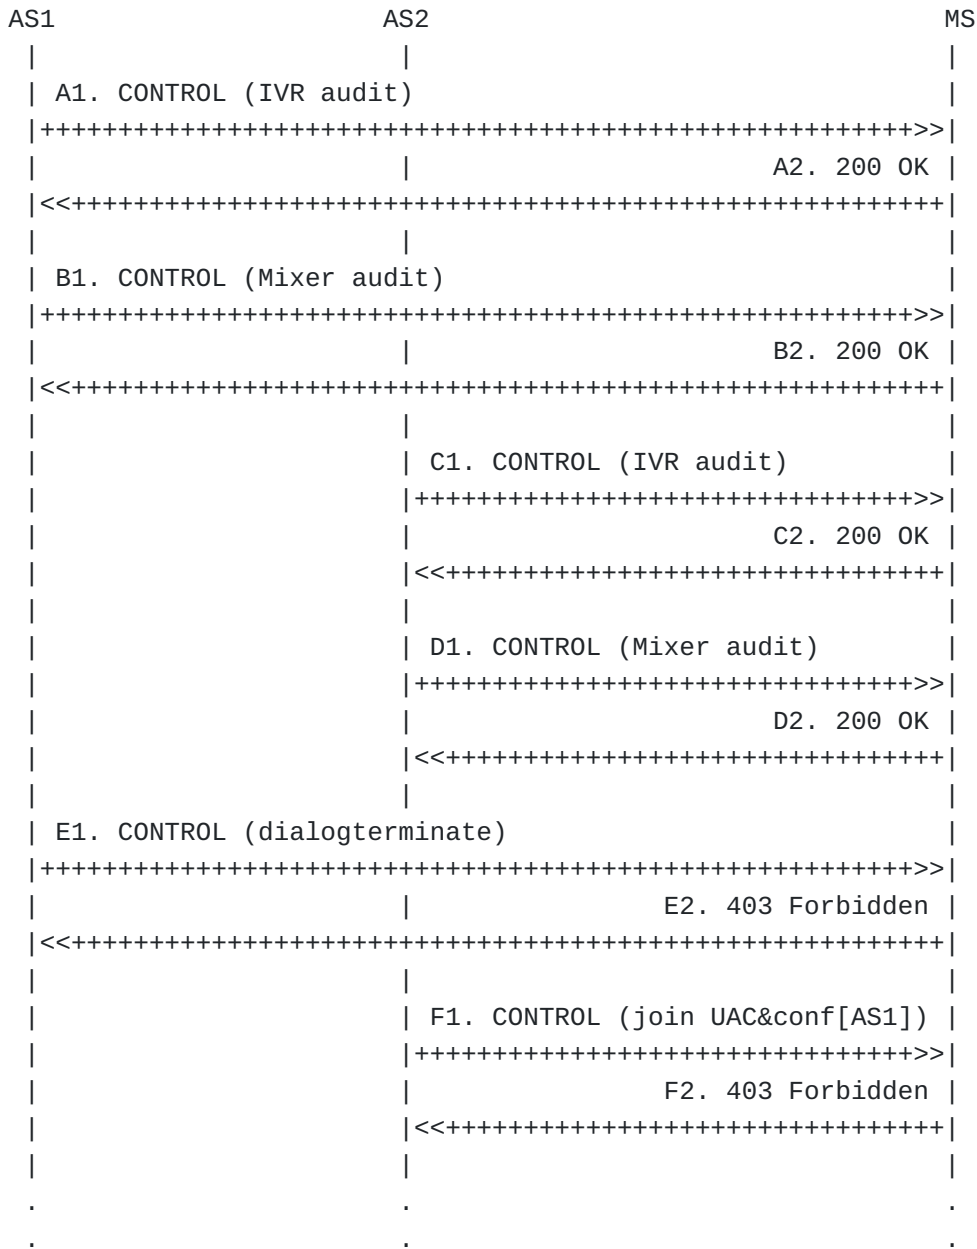 AS1                     AS2                                 MS
 |                       |                                  |
 | A1. CONTROL (IVR audit)                                  |
 |++++++++++++++++++++++++++++++++++++++++++++++++++++++++>>|
 |                       |                       A2. 200 OK |
 |<<++++++++++++++++++++++++++++++++++++++++++++++++++++++++|
 |                       |                                  |
 | B1. CONTROL (Mixer audit)                                |
 |++++++++++++++++++++++++++++++++++++++++++++++++++++++++>>|
 |                       |                       B2. 200 OK |
 |<<++++++++++++++++++++++++++++++++++++++++++++++++++++++++|
 |                       |                                  |
 |                       | C1. CONTROL (IVR audit)          |
 |                       |++++++++++++++++++++++++++++++++>>|
 |                       |                       C2. 200 OK |
 |                       |<<++++++++++++++++++++++++++++++++|
 |                       |                                  |
 |                       | D1. CONTROL (Mixer audit)        |
 |                       |++++++++++++++++++++++++++++++++>>|
 |                       |                       D2. 200 OK |
 |                       |<<++++++++++++++++++++++++++++++++|
 |                       |                                  |
 | E1. CONTROL (dialogterminate)                            |
 |++++++++++++++++++++++++++++++++++++++++++++++++++++++++>>|
 |                       |                E2. 403 Forbidden |
 |<<++++++++++++++++++++++++++++++++++++++++++++++++++++++++|
 |                       |                                  |
 |                       | F1. CONTROL (join UAC&conf[AS1]) |
 |                       |++++++++++++++++++++++++++++++++>>|
 |                       |                F2. 403 Forbidden |
 |                       |<<++++++++++++++++++++++++++++++++|
 |                       |                                  |
 .                       .                                  .
 .                       .                                  .